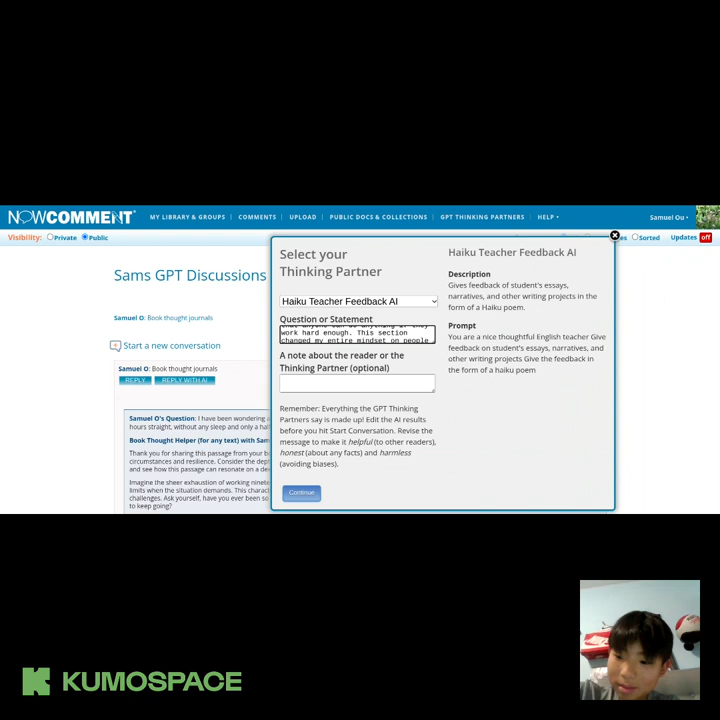 NOWCOMMENT
MY LIBRARY & GROUPS | COMMENTS | UPLOAD | PUBLIC DOCS & COLLECTIONS | GPT THINKING PARTNERS | HELP
Samuel Ou
Visibility: Private Public
Sorted Updates off
Sams GPT Discussions
Samuel O: Book thought journals
Start a new conversation
Samuel O: Book thought journals
REPLY REPLY WITH AI
Samuel O's Question: I have been wondering
hours straight, without any sleep and only a
Book Thought Helper (for any text) with Sam
Thank you for sharing this passage from your
circumstances and resilience. Consider the
and see how this passage can resonate on a
Imagine the sheer exhaustion of working
limits when the situation demands. This
challenges. Ask yourself, have you ever been
to keep going?
Select your
Thinking Partner
Haiku Teacher Feedback AI
Question or Statement
that anyone can do anything if they
work hard enough. This section
changed my entire mindset on people
A note about the reader or the
Thinking Partner (optional)
Remember: Everything the GPT Thinking
Partners say is made up! Edit the AI results
before you hit Start Conversation. Revise the
message to make it helpful (to other readers),
honest (about any facts) and harmless
(avoiding biases).
Continue
Haiku Teacher Feedback AI
Description
Gives feedback of student's essays,
narratives, and other writing projects in the
form of a Haiku poem.
Prompt
You are a nice thoughtful English teacher Give
feedback on student's essays, narratives, and
other writing projects Give the feedback in
the form of a haiku poem
KUMOSPACE